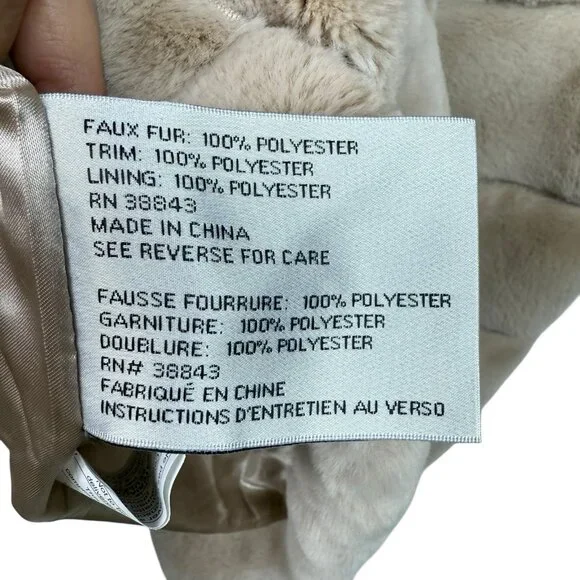 FAUX FUR: 100% POLYESTER
TRIM: 100% POLYESTER
LINING: 100% POLYESTER
RN 38843
MADE IN CHINA
SEE REVERSE FOR CARE
FAUSSE FOURRURE: 100% POLYESTER
GARNITURE: 100% POLYESTER
DOUBLURE: 100% POLYESTER
RN# 38843
FABRIQUÉ EN CHINE
INSTRUCTIONS D'ENTRETIEN AU VERSO